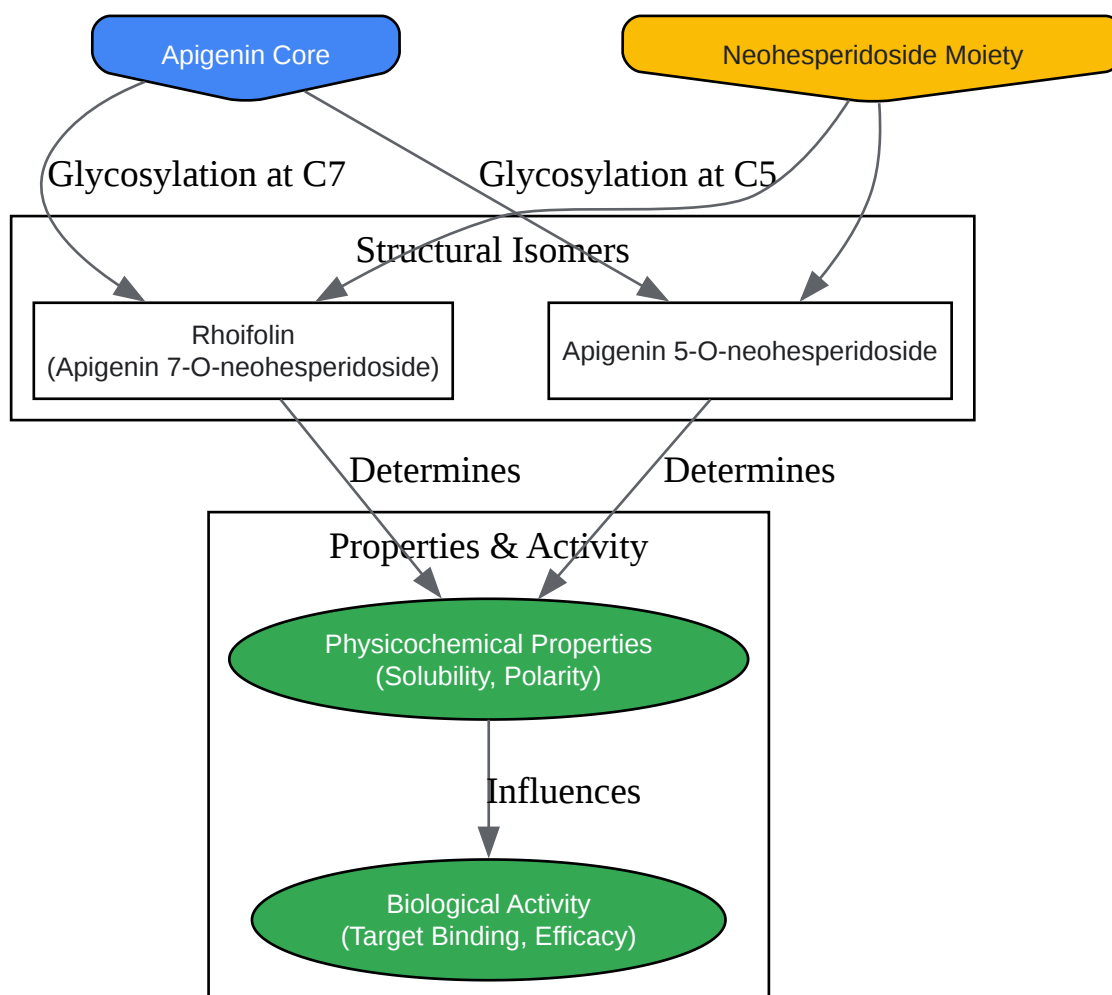 Apigenin Core
Neohesperidoside Moiety
Glycosylation at C7
Glycosylation at C5
Structural Isomers
Rhoifolin
(Apigenin 7-O-neohesperidoside)
Apigenin 5-O-neohesperidoside
Determines
Determines
Properties & Activity
Physicochemical Properties
(Solubility, Polarity)
Influences
Biological Activity
(Target Binding, Efficacy)